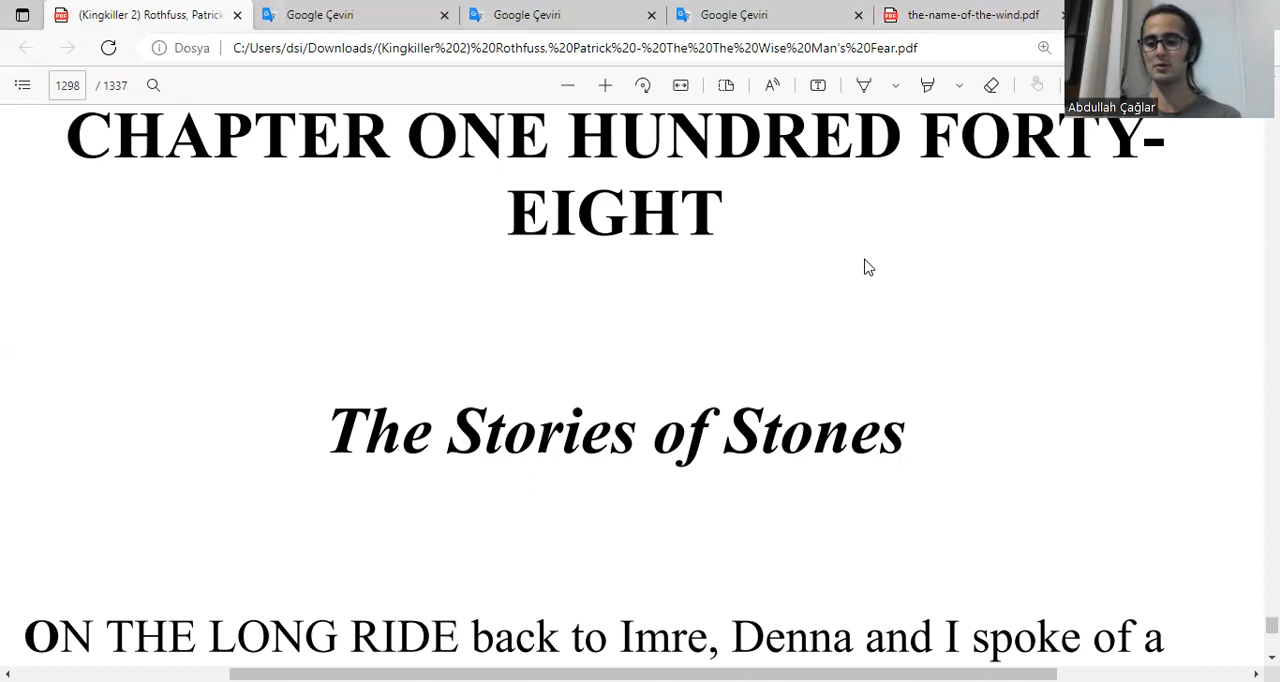 (Kingkiller 2) Rothfuss, Patrick
Google Çeviri
Google Çeviri
Google Çeviri
the-name-of-the-wind.pdf
Dosya
C:/Users/dsi/Downloads/(Kingkiller%202)%20Rothfuss,%20Patrick%20-%20The%20The%20Wise%20Man's%20Fear.pdf
1298 / 1337
Abdullah Çağlar
CHAPTER ONE HUNDRED FORTY-
EIGHT
The Stories of Stones
ON THE LONG RIDE back to Imre, Denna and I spoke of a